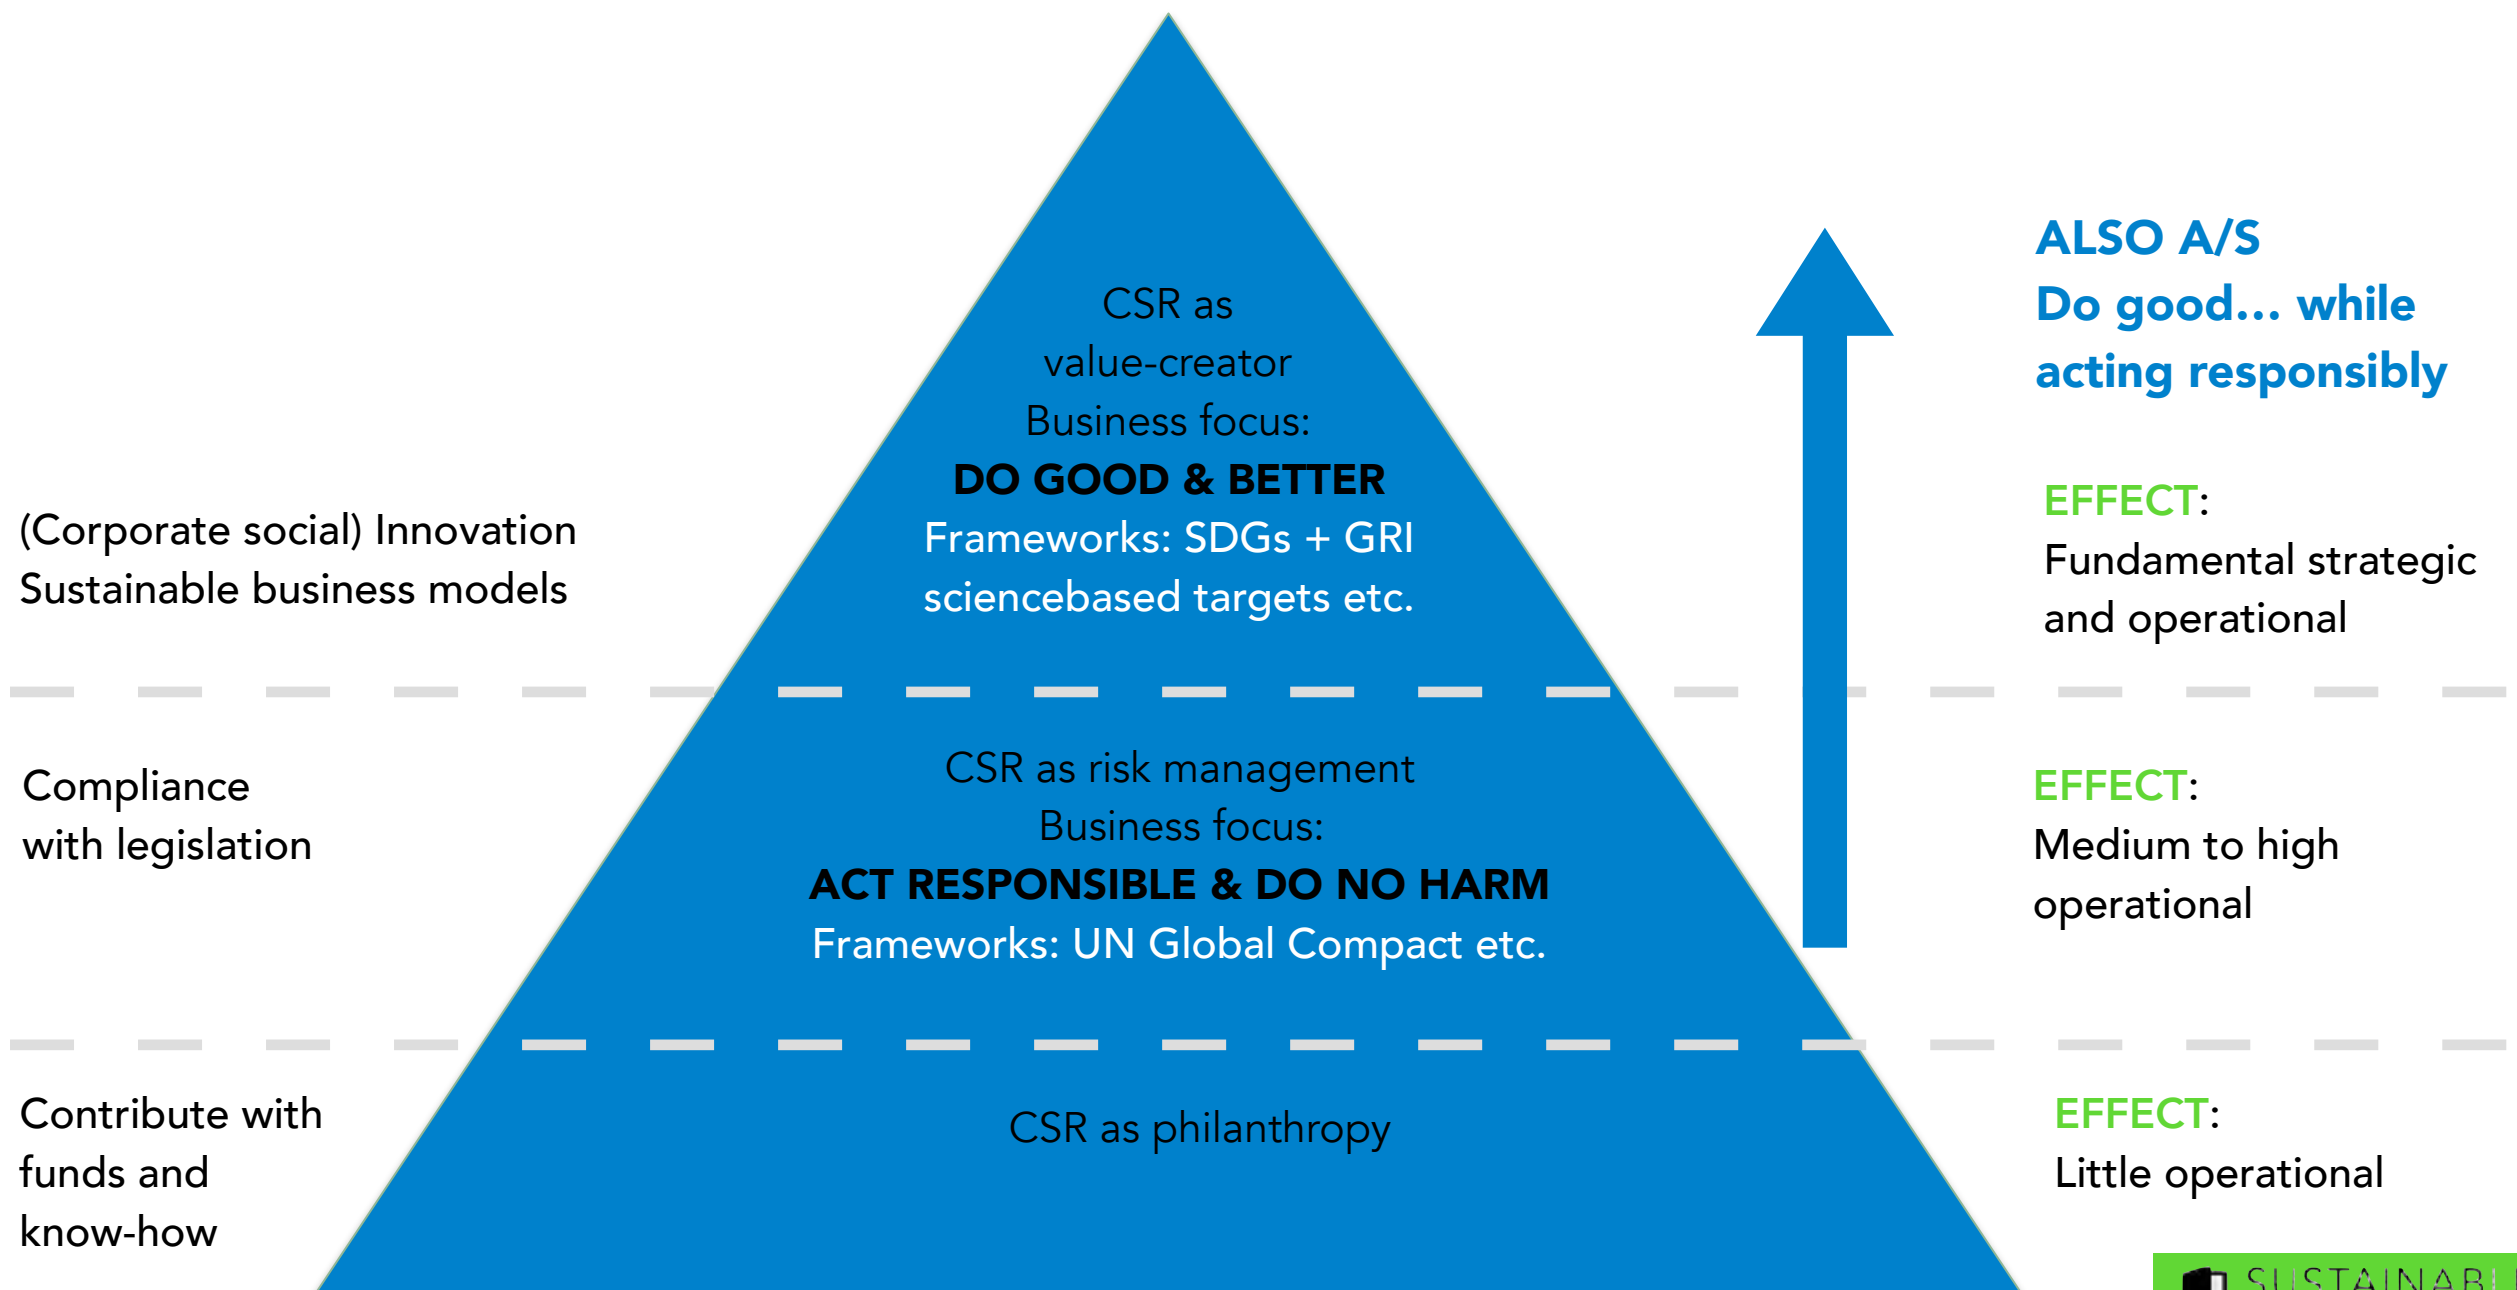 CSR as
value-creator
Business focus:
DO GOOD & BETTER
Frameworks: SDGs + GRI
sciencebased targets etc.
(Corporate social) Innovation
Sustainable business models
ALSO A/S
Do good... while
acting responsibly
EFFECT:
Fundamental strategic
and operational
Compliance
with legislation
CSR as risk management
Business focus:
ACT RESPONSIBLE & DO NO HARM
Frameworks: UN Global Compact etc.
EFFECT:
Medium to high
operational
Contribute with
funds and
know-how
CSR as philanthropy
EFFECT:
Little operational